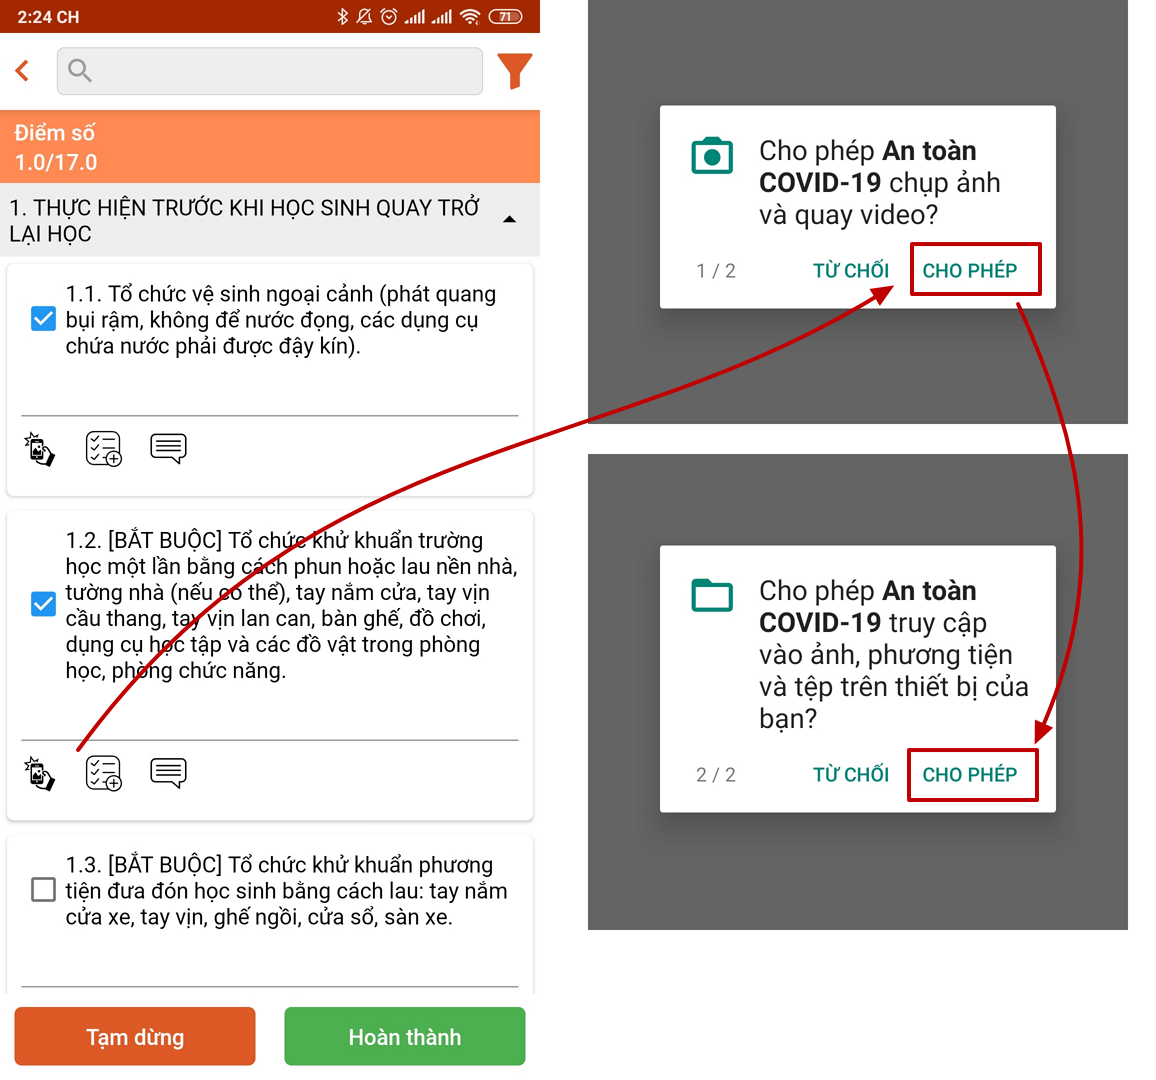 2:24 CH
71
Điểm số
1.0/17.0
1. THỰC HIỆN TRƯỚC KHI HỌC SINH QUAY TRỞ
LẠI HỌC
1.1. Tổ chức vệ sinh ngoại cảnh (phát quang
bụi rậm, không để nước đọng, các dụng cụ
chứa nước phải được đậy kín).
1.2. [BẮT BUỘC] Tổ chức khử khuẩn trường
học một lần bằng cách phun hoặc lau nền nhà,
tường nhà (nếu có thể), tay nắm cửa, tay vịn
cầu thang, tay vịn lan can, bàn ghế, đồ chơi,
dụng cụ học tập và các đồ vật trong phòng
học, phòng chức năng.
1.3. [BẮT BUỘC] Tổ chức khử khuẩn phương
tiện đưa đón học sinh bằng cách lau: tay nắm
cửa xe, tay vịn, ghế ngồi, cửa sổ, sàn xe.
Tạm dừng
Hoàn thành
Cho phép An toàn
COVID-19 chụp ảnh
và quay video?
1 / 2
TỪ CHỐI
CHO PHÉP
Cho phép An toàn
COVID-19 truy cập
vào ảnh, phương tiện
và tệp trên thiết bị của
bạn?
2 / 2
TỪ CHỐI
CHO PHÉP